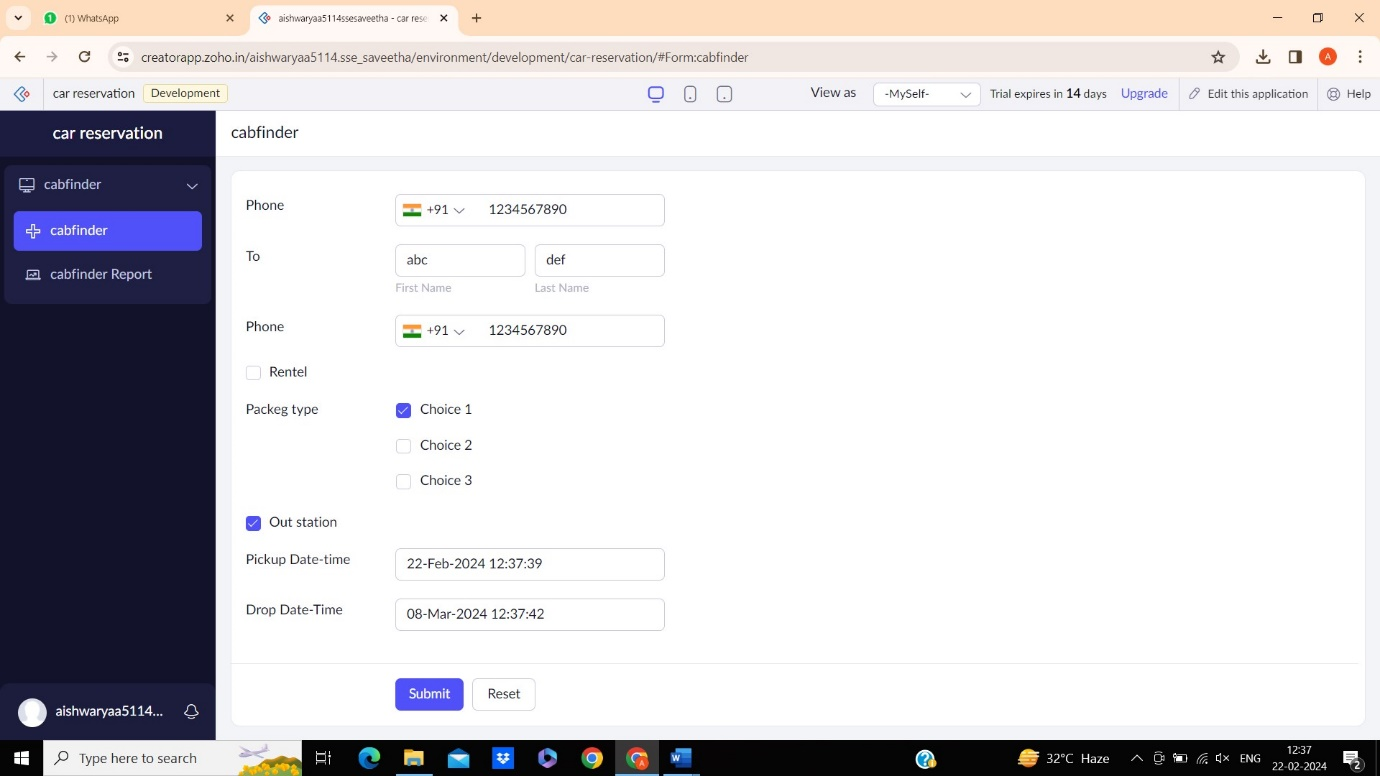 (1) WhatsApp
aishwaryaa5114ssesaveetha - car rese
creatorapp.zoho.in/aishwaryaa5114.sse_saveetha/environment/development/car-reservation/#Form:cabfinder
A
car reservation Development View as -MySelf- Trial expires in 14 days Upgrade Edit this application Help
car reservation
cabfinder
cabfinder
cabfinder
cabfinder Report
Phone +91 1234567890
To abc def
First Name Last Name
Phone +91 1234567890
Rentel
Packeg type Choice 1
Choice 2
Choice 3
Out station
Pickup Date-time 22-Feb-2024 12:37:39
Drop Date-Time 08-Mar-2024 12:37:42
Submit Reset
aishwaryaa5114...
Type here to search
32°C Haze
ENG
12:37
22-02-2024
2